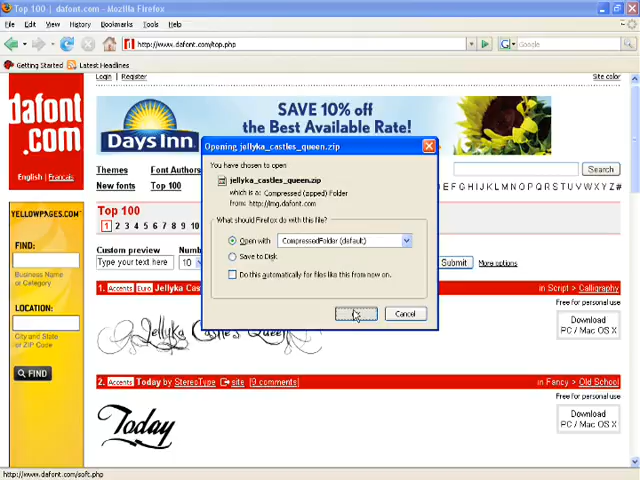 Top 100 | dafont.com - Mozilla Firefox
File Edit View History Bookmarks Tools Help
http://www.dafont.com/top.php
Google
Getting Started Latest Headlines
Login | Register
Site color
dafont
.com
English | Français
DAYS INN
SAVE 10% off
the Best Available Rate!
Themes Font Authors
New fonts Top 100
Search
D E F G H I J K L M N O P Q R S T U V W X Y Z #
Top 100
1 2 3 4 5 6 7 8 9 10
Custom preview
Type your text here
10
Submit More options
YELLOWPAGES.COM
FIND:
Business Name
or Category
LOCATION:
City and State
or ZIP Code
FIND
Opening jellyka_castles_queen.zip
You have chosen to open
jellyka_castles_queen.zip
which is a: Compressed (zipped) Folder
from: http://img.dafont.com
What should Firefox do with this file?
Open with CompressedFolder (default)
Save to Disk
Do this automatically for files like this from now on.
Cancel
1. Accents Euro Jellyka Cas
in Script > Calligraphy
Jellyka Castle's Queen
Free for personal use
Download
PC / Mac OS X
2. Accents Today by StereoType site [9 comments]
in Fancy > Old School
Today
Free for personal use
Download
PC / Mac OS X
http://www.dafont.com/soft.php